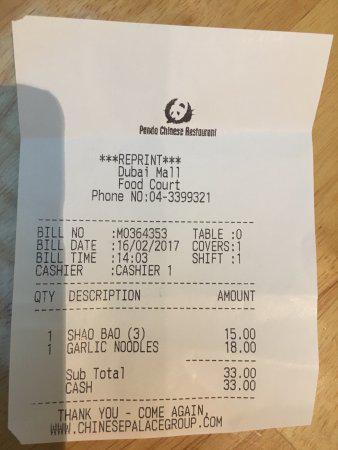 Panda Chinese Restaurant
***REPRINT***
Dubai Mall
Food Court
Phone NO:04-3399321
BILL NO :M0364353 TABLE :0
BILL DATE :16/02/2017 COVERS:1
BILL TIME :14:03 SHIFT :1
CASHIER :CASHIER 1
QTY DESCRIPTION AMOUNT
1 SHAO BAO (3) 15.00
1 GARLIC NOODLES 18.00
Sub Total 33.00
CASH 33.00
THANK YOU - COME AGAIN,
WWW.CHINESEPALACEGROUP.COM